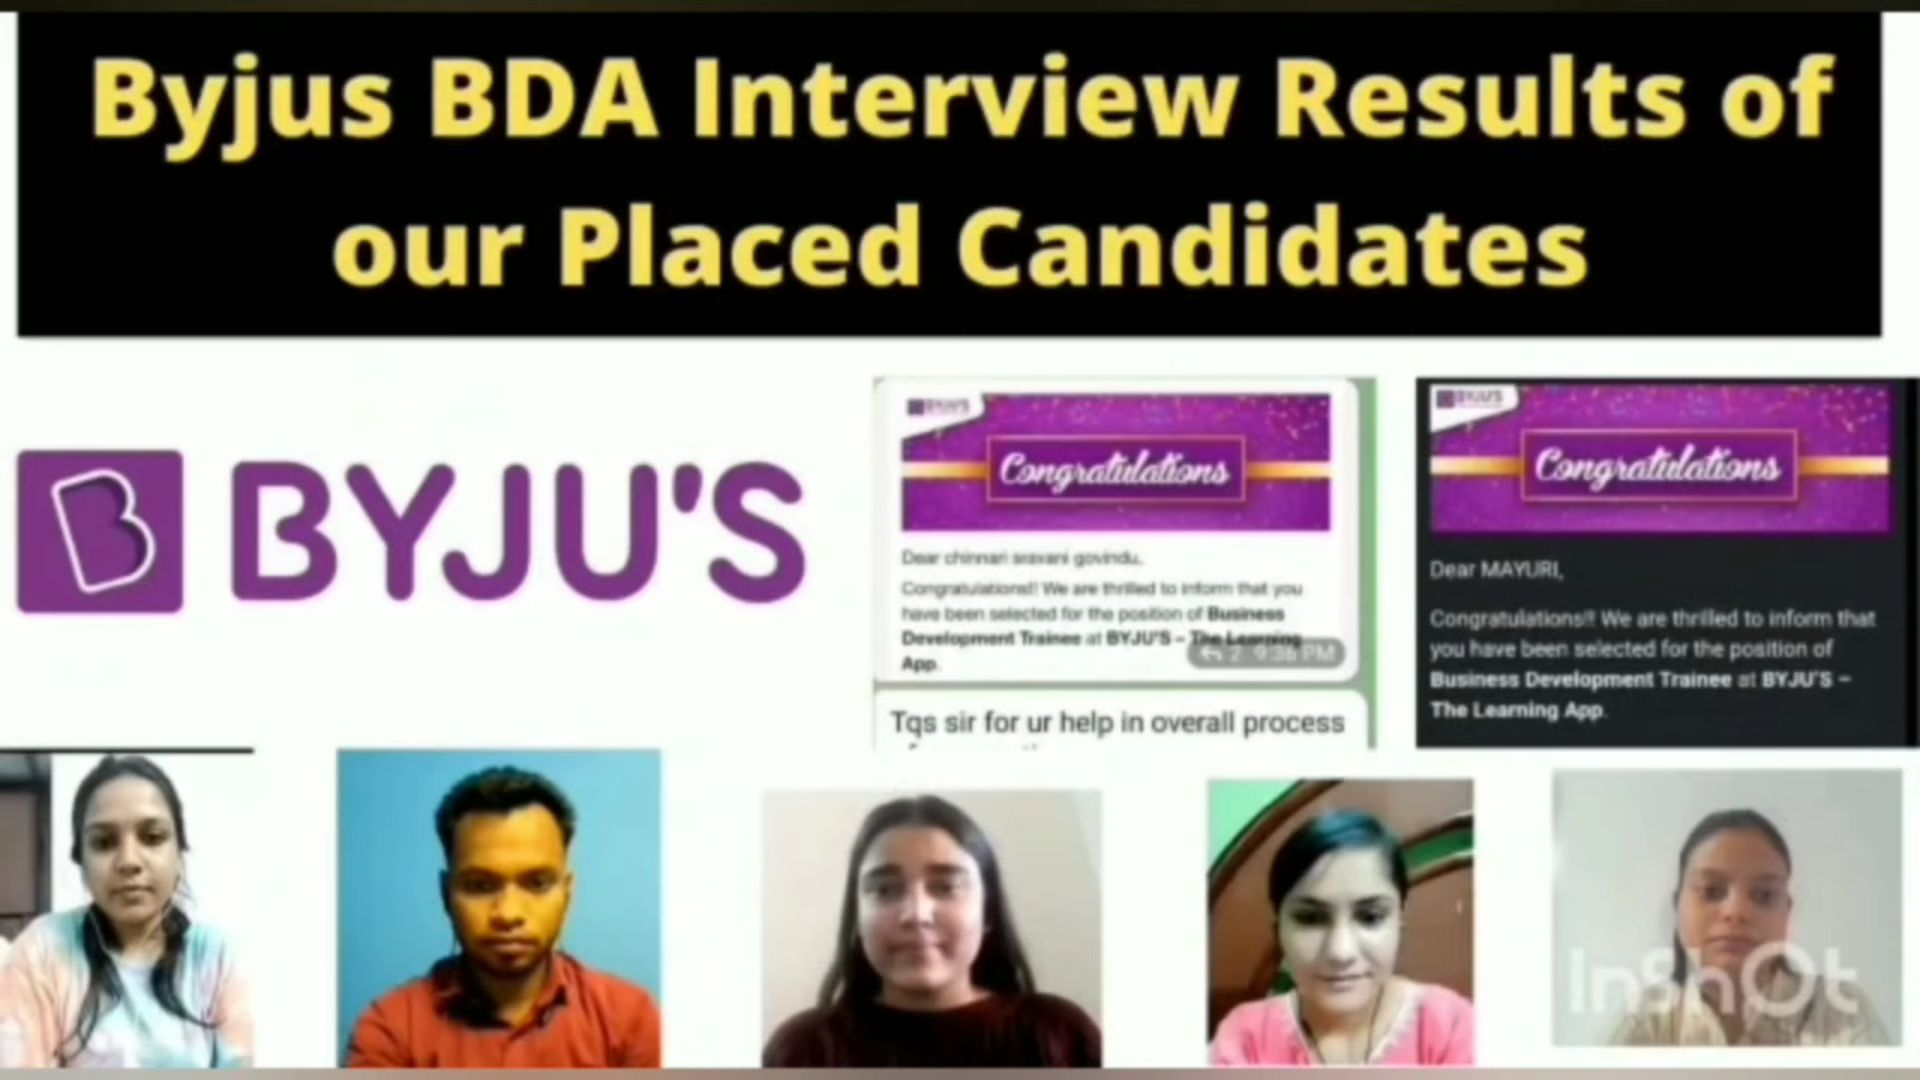 Byjus BDA Interview Results of
our Placed Candidates
BYJU'S
BYJU'S
Congratulations
Dear chinnari sravani govindu,
Congratulations!! We are thrilled to inform that you
have been selected for the position of Business
Development Trainee at BYJU'S – The Learning
App.
2 9:36 PM
Tqs sir for ur help in overall process
BYJU'S
Congratulations
Dear MAYURI,
Congratulations!! We are thrilled to inform that
you have been selected for the position of
Business Development Trainee at BYJU'S –
The Learning App.
InShOt